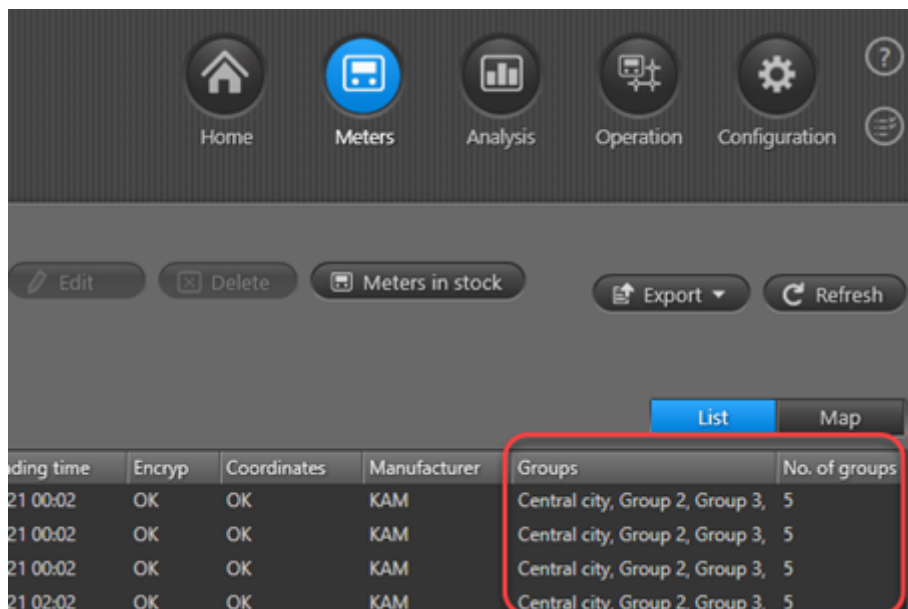 ?
Home Meters Analysis Operation Configuration
Edit Delete Meters in stock
Export Refresh
List Map
ding time Encryp Coordinates Manufacturer Groups No. of groups
21 00:02 OK OK KAM Central city, Group 2, Group 3, 5
21 00:02 OK OK KAM Central city, Group 2, Group 3, 5
21 00:02 OK OK KAM Central city, Group 2, Group 3, 5
21 02:02 OK OK KAM Central city, Group 2, Group 3, 5